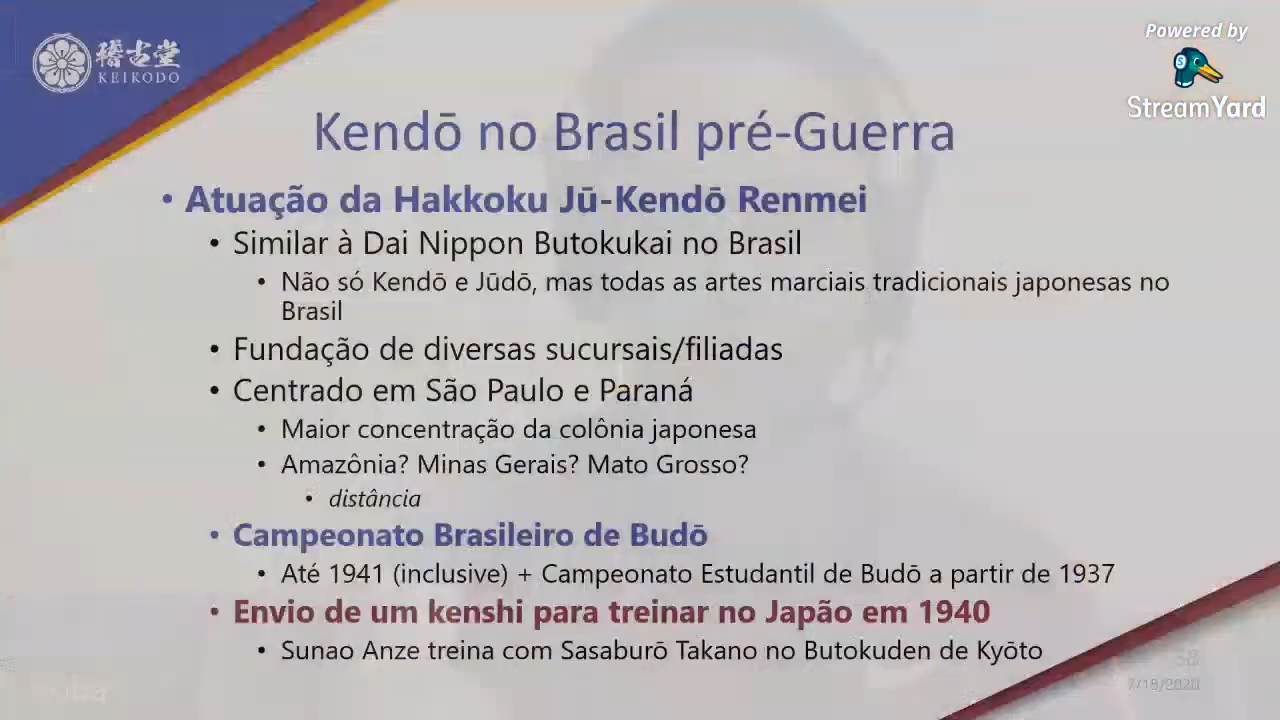 稽古堂
KEIKODO
Powered by
StreamYard
Kendō no Brasil pré-Guerra
• Atuação da Hakkoku Jū-Kendō Renmei
• Similar à Dai Nippon Butokukai no Brasil
• Não só Kendō e Jūdō, mas todas as artes marciais tradicionais japonesas no
Brasil
• Fundação de diversas sucursais/filiadas
• Centrado em São Paulo e Paraná
• Maior concentração da colônia japonesa
• Amazônia? Minas Gerais? Mato Grosso?
• distância
• Campeonato Brasileiro de Budō
• Até 1941 (inclusive) + Campeonato Estudantil de Budō a partir de 1937
• Envio de um kenshi para treinar no Japão em 1940
• Sunao Anze treina com Sasaburō Takano no Butokuden de Kyōto